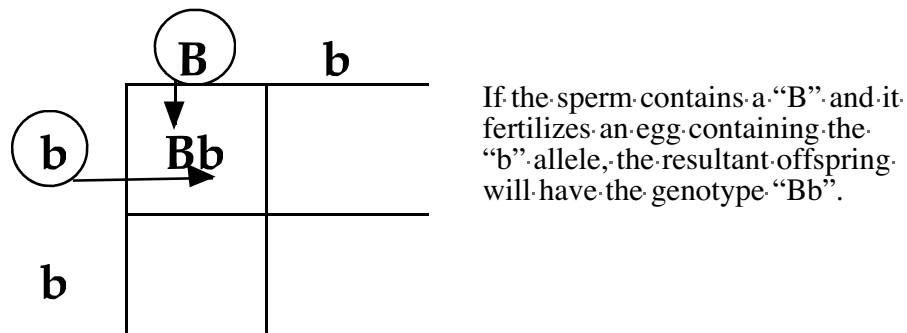 B b
b Bb
b
If the sperm contains a “B” and it
fertilizes an egg containing the
“b” allele, the resultant offspring
will have the genotype “Bb”.